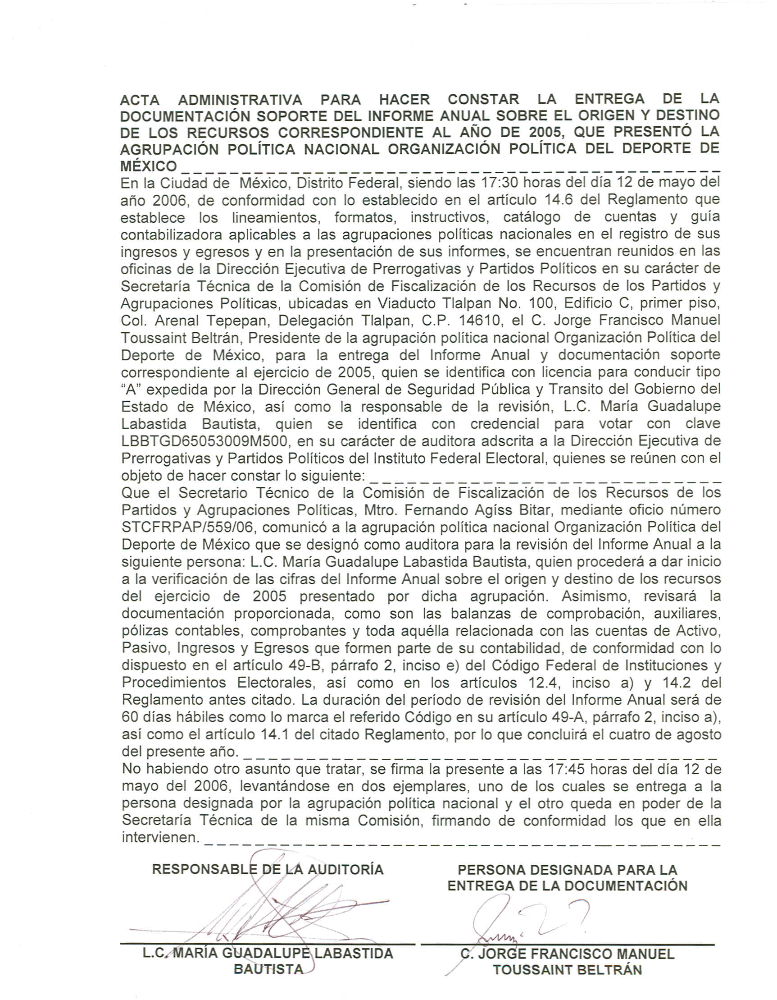 ACTA ADMINISTRATIVA PARA HACER CONSTAR LA ENTREGA DE LA
DOCUMENTACIÓN SOPORTE DEL INFORME ANUAL SOBRE EL ORIGEN Y DESTINO
DE LOS RECURSOS CORRESPONDIENTE AL AÑO DE 2005, QUE PRESENTÓ LA
AGRUPACIÓN POLÍTICA NACIONAL ORGANIZACIÓN POLÍTICA DEL DEPORTE DE
MÉXICO _ _ _ _ _ _ _ _ _ _ _ _ _ _ _ _ _ _ _ _ _ _ _ _ _ _ _ _ _ _ _ _ _ _ _ _ _ _ _ _ _ _ _ _
En la Ciudad de México, Distrito Federal, siendo las 17:30 horas del día 12 de mayo del
año 2006, de conformidad con lo establecido en el artículo 14.6 del Reglamento que
establece los lineamientos, formatos, instructivos, catálogo de cuentas y guía
contabilizadora aplicables a las agrupaciones políticas nacionales en el registro de sus
ingresos y egresos y en la presentación de sus informes, se encuentran reunidos en las
oficinas de la Dirección Ejecutiva de Prerrogativas y Partidos Políticos en su carácter de
Secretaría Técnica de la Comisión de Fiscalización de los Recursos de los Partidos y
Agrupaciones Políticas, ubicadas en Viaducto Tlalpan No. 100, Edificio C, primer piso,
Col. Arenal Tepepan, Delegación Tlalpan, C.P. 14610, el C. Jorge Francisco Manuel
Toussaint Beltrán, Presidente de la agrupación política nacional Organización Política del
Deporte de México, para la entrega del Informe Anual y documentación soporte
correspondiente al ejercicio de 2005, quien se identifica con licencia para conducir tipo
“A” expedida por la Dirección General de Seguridad Pública y Transito del Gobierno del
Estado de México, así como la responsable de la revisión, L.C. María Guadalupe
Labastida Bautista, quien se identifica con credencial para votar con clave
LBBTGD65053009M500, en su carácter de auditora adscrita a la Dirección Ejecutiva de
Prerrogativas y Partidos Políticos del Instituto Federal Electoral, quienes se reúnen con el
objeto de hacer constar lo siguiente: _ _ _ _ _ _ _ _ _ _ _ _ _ _ _ _ _ _ _ _ _ _ _ _ _ _ _ _
Que el Secretario Técnico de la Comisión de Fiscalización de los Recursos de los
Partidos y Agrupaciones Políticas, Mtro. Fernando Agíss Bitar, mediante oficio número
STCFRPAP/559/06, comunicó a la agrupación política nacional Organización Política del
Deporte de México que se designó como auditora para la revisión del Informe Anual a la
siguiente persona: L.C. María Guadalupe Labastida Bautista, quien procederá a dar inicio
a la verificación de las cifras del Informe Anual sobre el origen y destino de los recursos
del ejercicio de 2005 presentado por dicha agrupación. Asimismo, revisará la
documentación proporcionada, como son las balanzas de comprobación, auxiliares,
pólizas contables, comprobantes y toda aquélla relacionada con las cuentas de Activo,
Pasivo, Ingresos y Egresos que formen parte de su contabilidad, de conformidad con lo
dispuesto en el artículo 49-B, párrafo 2, inciso e) del Código Federal de Instituciones y
Procedimientos Electorales, así como en los artículos 12.4, inciso a) y 14.2 del
Reglamento antes citado. La duración del período de revisión del Informe Anual será de
60 días hábiles como lo marca el referido Código en su artículo 49-A, párrafo 2, inciso a),
así como el artículo 14.1 del citado Reglamento, por lo que concluirá el cuatro de agosto
del presente año. _ _ _ _ _ _ _ _ _ _ _ _ _ _ _ _ _ _ _ _ _ _ _ _ _ _ _ _ _ _ _ _ _ _ _ _ _ _
No habiendo otro asunto que tratar, se firma la presente a las 17:45 horas del día 12 de
mayo del 2006, levantándose en dos ejemplares, uno de los cuales se entrega a la
persona designada por la agrupación política nacional y el otro queda en poder de la
Secretaría Técnica de la misma Comisión, firmando de conformidad los que en ella
intervienen. _ _ _ _ _ _ _ _ _ _ _ _ _ _ _ _ _ _ _ _ _ _ _ _ _ _ _ _ _ _ _ _ _ _ _ _ _ _ _ _ _
RESPONSABLE DE LA AUDITORÍA
L.C. MARÍA GUADALUPE LABASTIDA
BAUTISTA
PERSONA DESIGNADA PARA LA
ENTREGA DE LA DOCUMENTACIÓN
C. JORGE FRANCISCO MANUEL
TOUSSAINT BELTRÁN